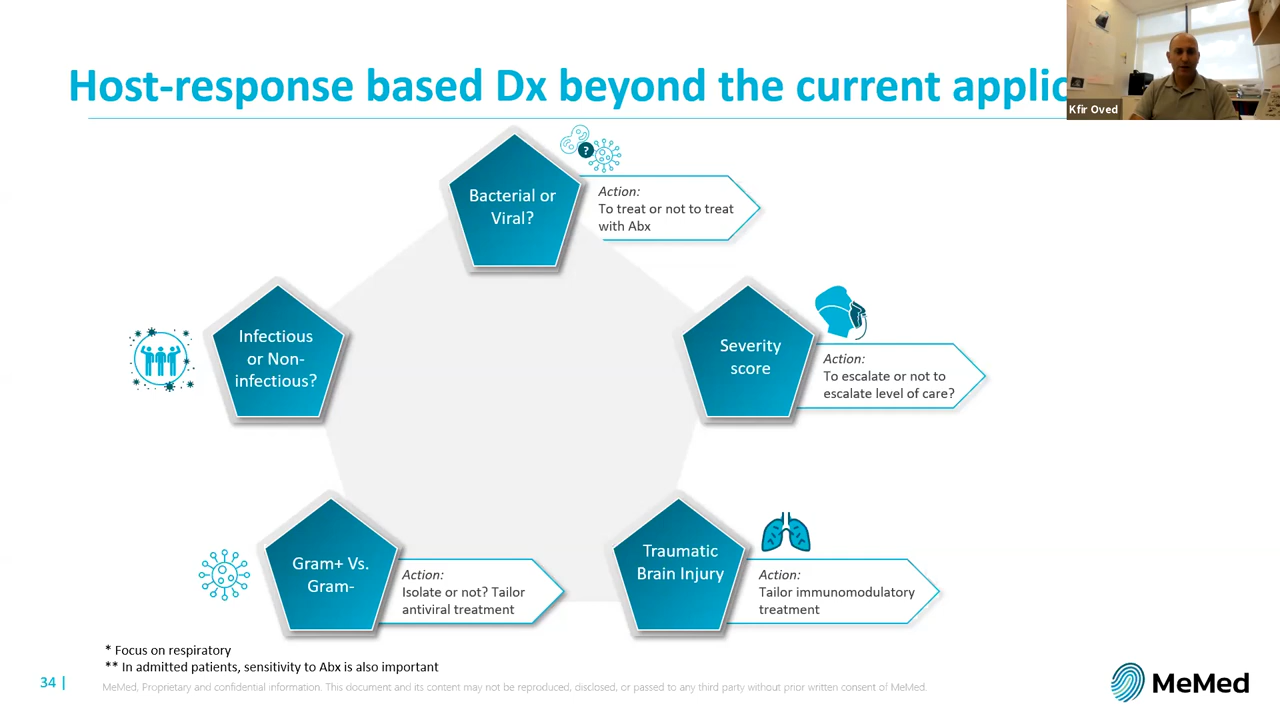 Host-response based Dx beyond the current applic
Kfir Oved
Bacterial or
Viral?
?
Action:
To treat or not to treat
with Abx
Infectious
or Non-
infectious?
Severity
score
Action:
To escalate or not to
escalate level of care?
Gram+ Vs.
Gram-
Action:
Isolate or not? Tailor
antiviral treatment
Traumatic
Brain Injury
Action:
Tailor immunomodulatory
treatment
* Focus on respiratory
** In admitted patients, sensitivity to Abx is also important
34 |
MeMed, Proprietary and confidential information. This document and its content may not be reproduced, disclosed, or passed to any third party without prior written consent of MeMed.
MeMed